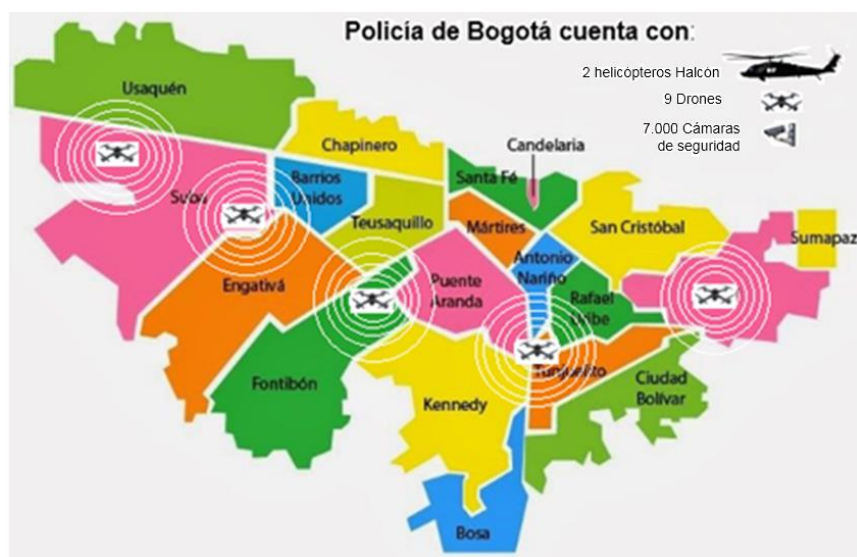 Policía de Bogotá cuenta con:
2 helicópteros Halcón
9 Drones
7.000 Cámaras
de seguridad
Usaquén
Chapinero
Candelaria
Suba
Barrios
Unidos
Santa Fé
Teusaquillo
Mártires
San Cristóbal
Sumapaz
Antonio
Nariño
Engativá
Puente
Aranda
Rafael
Uribe
Fontibón
Kennedy
Tunjuelito
Ciudad
Bolívar
Bosa